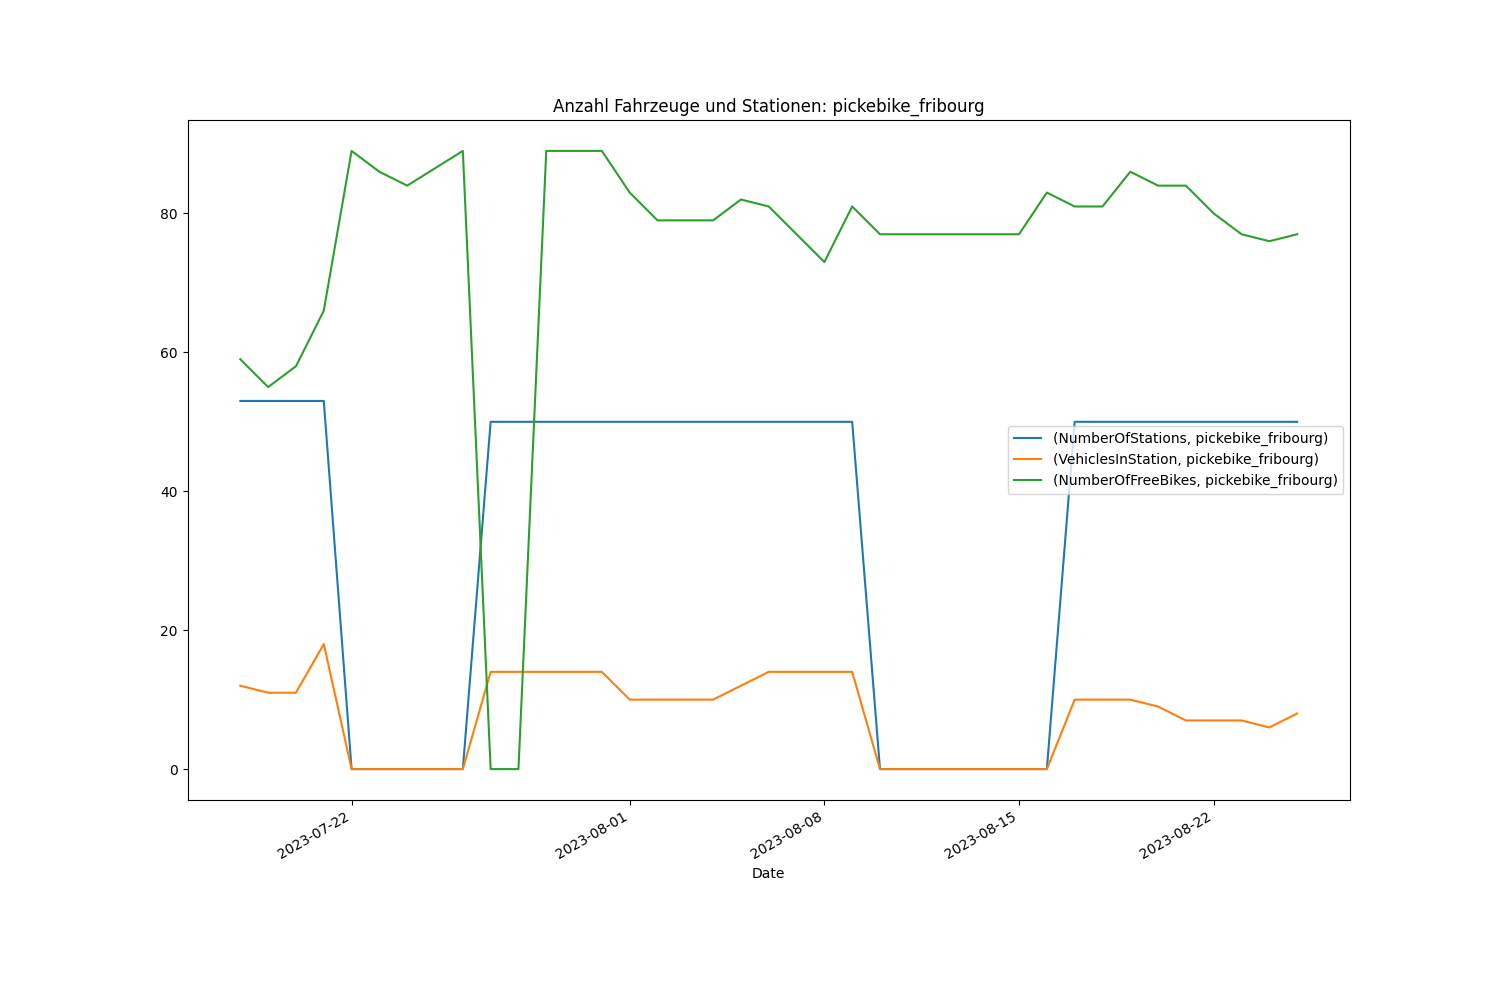 Anzahl Fahrzeuge und Stationen: pickebike_fribourg
80
60
40
20
0
(NumberOfStations, pickebike_fribourg)
(VehiclesInStation, pickebike_fribourg)
(NumberOfFreeBikes, pickebike_fribourg)
2023-07-22
2023-08-01
2023-08-08
2023-08-15
2023-08-22
Date